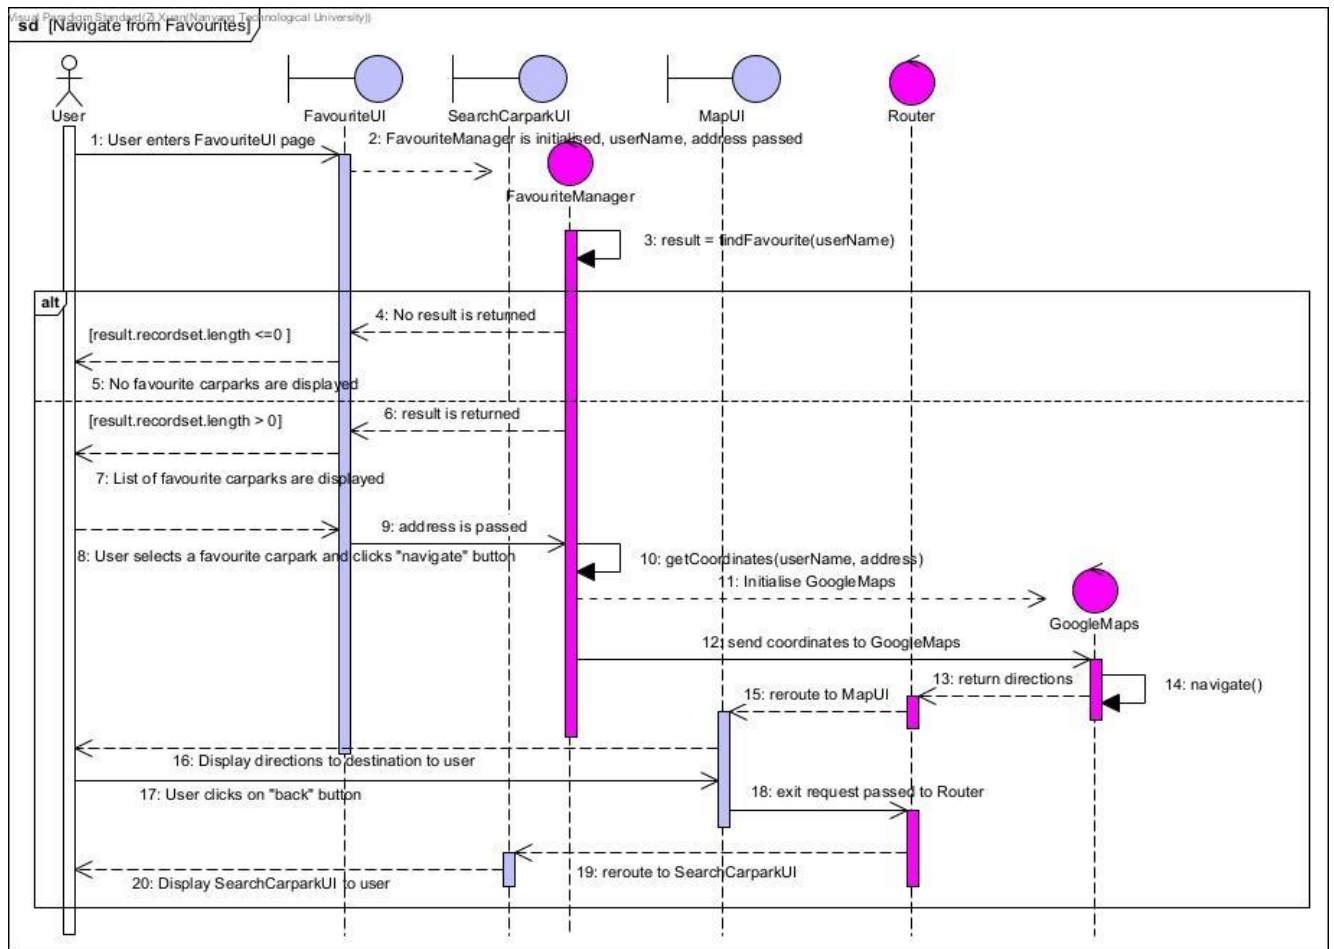 Visual Paradigm Standard(Zi Xuan(Nanyang Technological University))
sd [Navigate from Favourites]
User
FavouriteUI
SearchCarparkUI
MapUI
Router
1: User enters FavouriteUI page
2: FavouriteManager is initialised, userName, address passed
FavouriteManager
3: result = findFavourite(userName)
alt
4: No result is returned
[result.recordset.length <=0 ]
5: No favourite carparks are displayed
6: result is returned
[result.recordset.length > 0]
7: List of favourite carparks are displayed
9: address is passed
8: User selects a favourite carpark and clicks "navigate" button
10: getCoordinates(userName, address)
11: Initialise GoogleMaps
GoogleMaps
12: send coordinates to GoogleMaps
13: return directions
14: navigate()
15: reroute to MapUI
16: Display directions to destination to user
17: User clicks on "back" button
18: exit request passed to Router
19: reroute to SearchCarparkUI
20: Display SearchCarparkUI to user